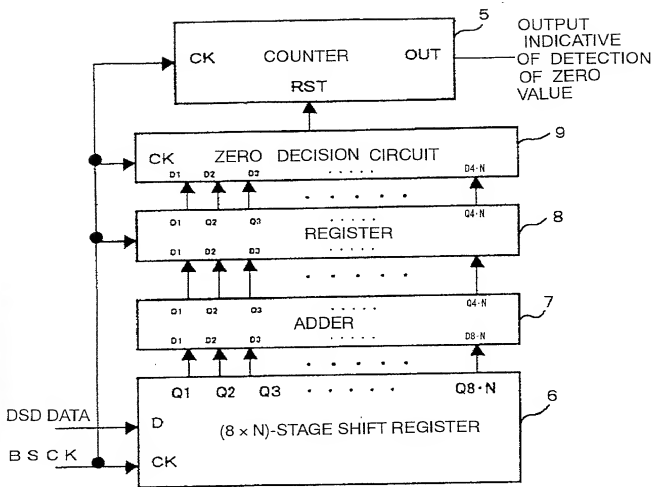 5
OUTPUT
INDICATIVE
OF DETECTION
OF ZERO
VALUE
CK COUNTER OUT
RST
9
CK ZERO DECISION CIRCUIT
D1 D2 D3 ····· D4·N
· · · · ·
8
D1 Q2 Q3 ····· Q4·N
REGISTER
D1 D2 D3 ·····
· · · · ·
7
Q1 Q2 Q3 ····· Q4·N
ADDER
D1 D2 D3 ····· D8·N
· · · · ·
6
Q1 Q2 Q3 · · · · · Q8·N
DSD DATA
D
(8 × N)-STAGE SHIFT REGISTER
BSCK
CK